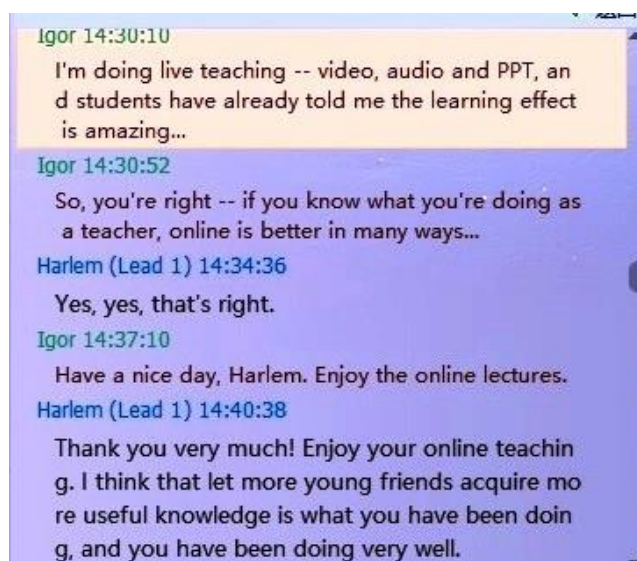 Igor 14:30:10
I'm doing live teaching -- video, audio and PPT, an
d students have already told me the learning effect
is amazing...
Igor 14:30:52
So, you're right -- if you know what you're doing as
a teacher, online is better in many ways...
Harlem (Lead 1) 14:34:36
Yes, yes, that's right.
Igor 14:37:10
Have a nice day, Harlem. Enjoy the online lectures.
Harlem (Lead 1) 14:40:38
Thank you very much! Enjoy your online teachin
g. I think that let more young friends acquire mo
re useful knowledge is what you have been doin
g, and you have been doing very well.